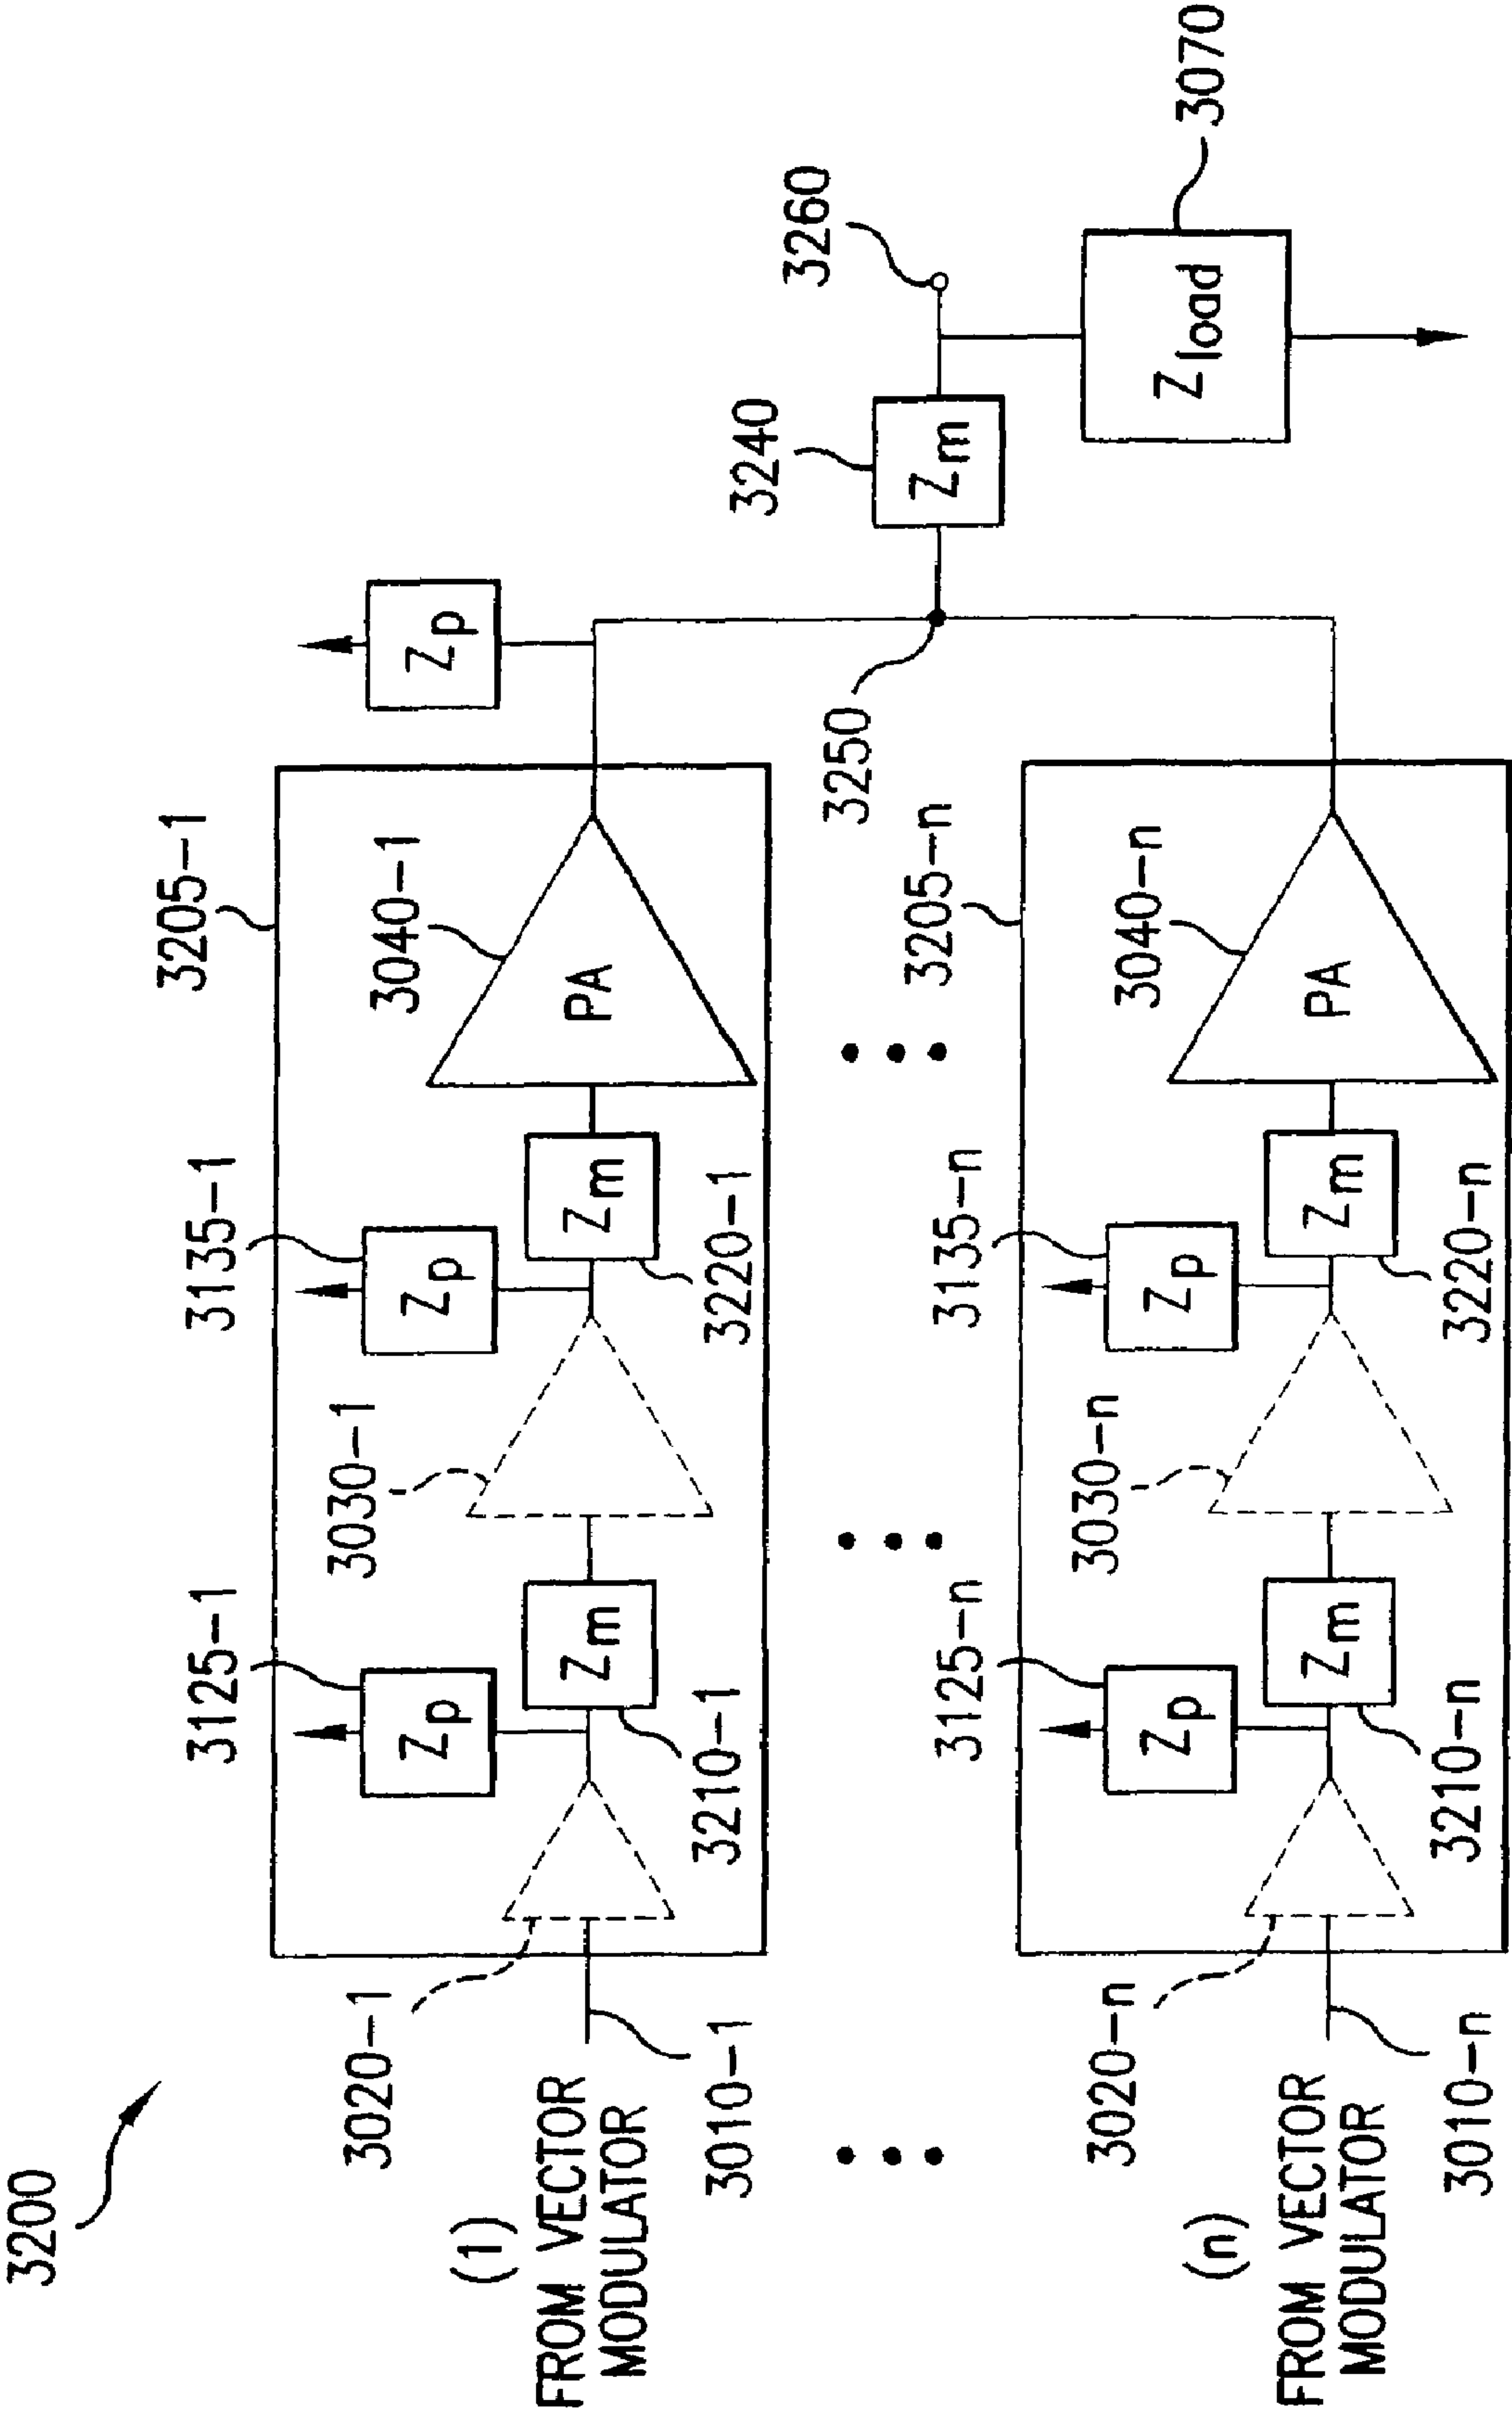 3200
(1)
FROM VECTOR
MODULATOR
3010-1
3020-1
3205-1
3125-1
Zp
Zm
3210-1
3030-1
3135-1
Zp
Zm
3220-1
3040-1
PA
Zp
3250
3240
Zm
3260
Zload
3070
(n)
FROM VECTOR
MODULATOR
3010-n
3020-n
3205-n
3125-n
Zp
Zm
3210-n
3030-n
3135-n
Zp
Zm
3220-n
3040-n
PA